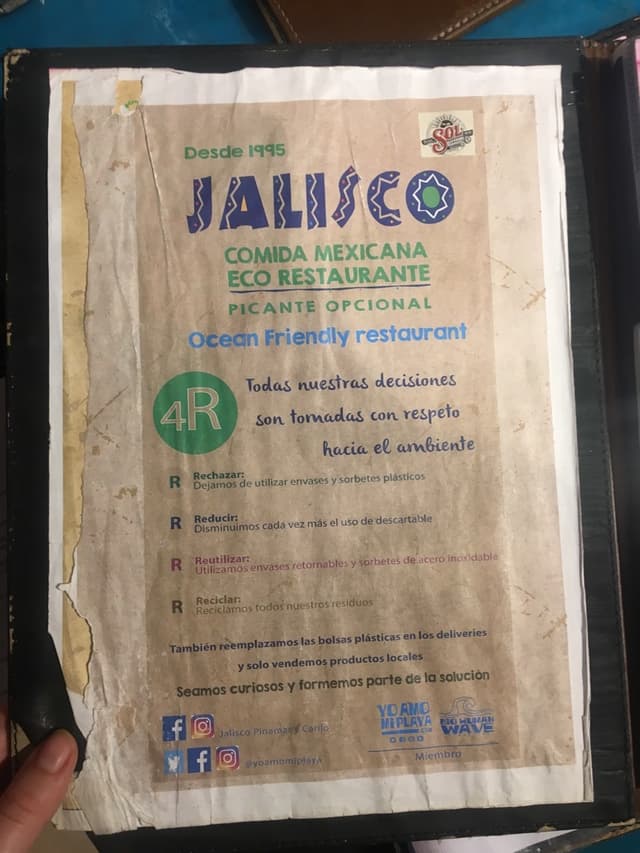 Desde 1995
SOL
JALISCO
COMIDA MEXICANA
ECO RESTAURANTE
PICANTE OPCIONAL
Ocean Friendly restaurant
4R
Todas nuestras decisiones
son tomadas con respeto
hacia el ambiente
R Rechazar:
Dejamos de utilizar envases y sorbetes plásticos
R Reducir:
Disminuimos cada vez más el uso de descartable
R Reutilizar:
Utilizamos envases retornables y sorbetes de acero inoxidable
R Reciclar:
Reciclamos todos nuestros residuos
También reemplazamos las bolsas plásticas en los deliveries
y solo vendemos productos locales
Seamos curiosos y formemos parte de la solución
Jalisco Pinamar y Cariló
@yoamomiplaya
YO AMO
MI PLAYA
BIG HUMAN
WAVE
Miembro